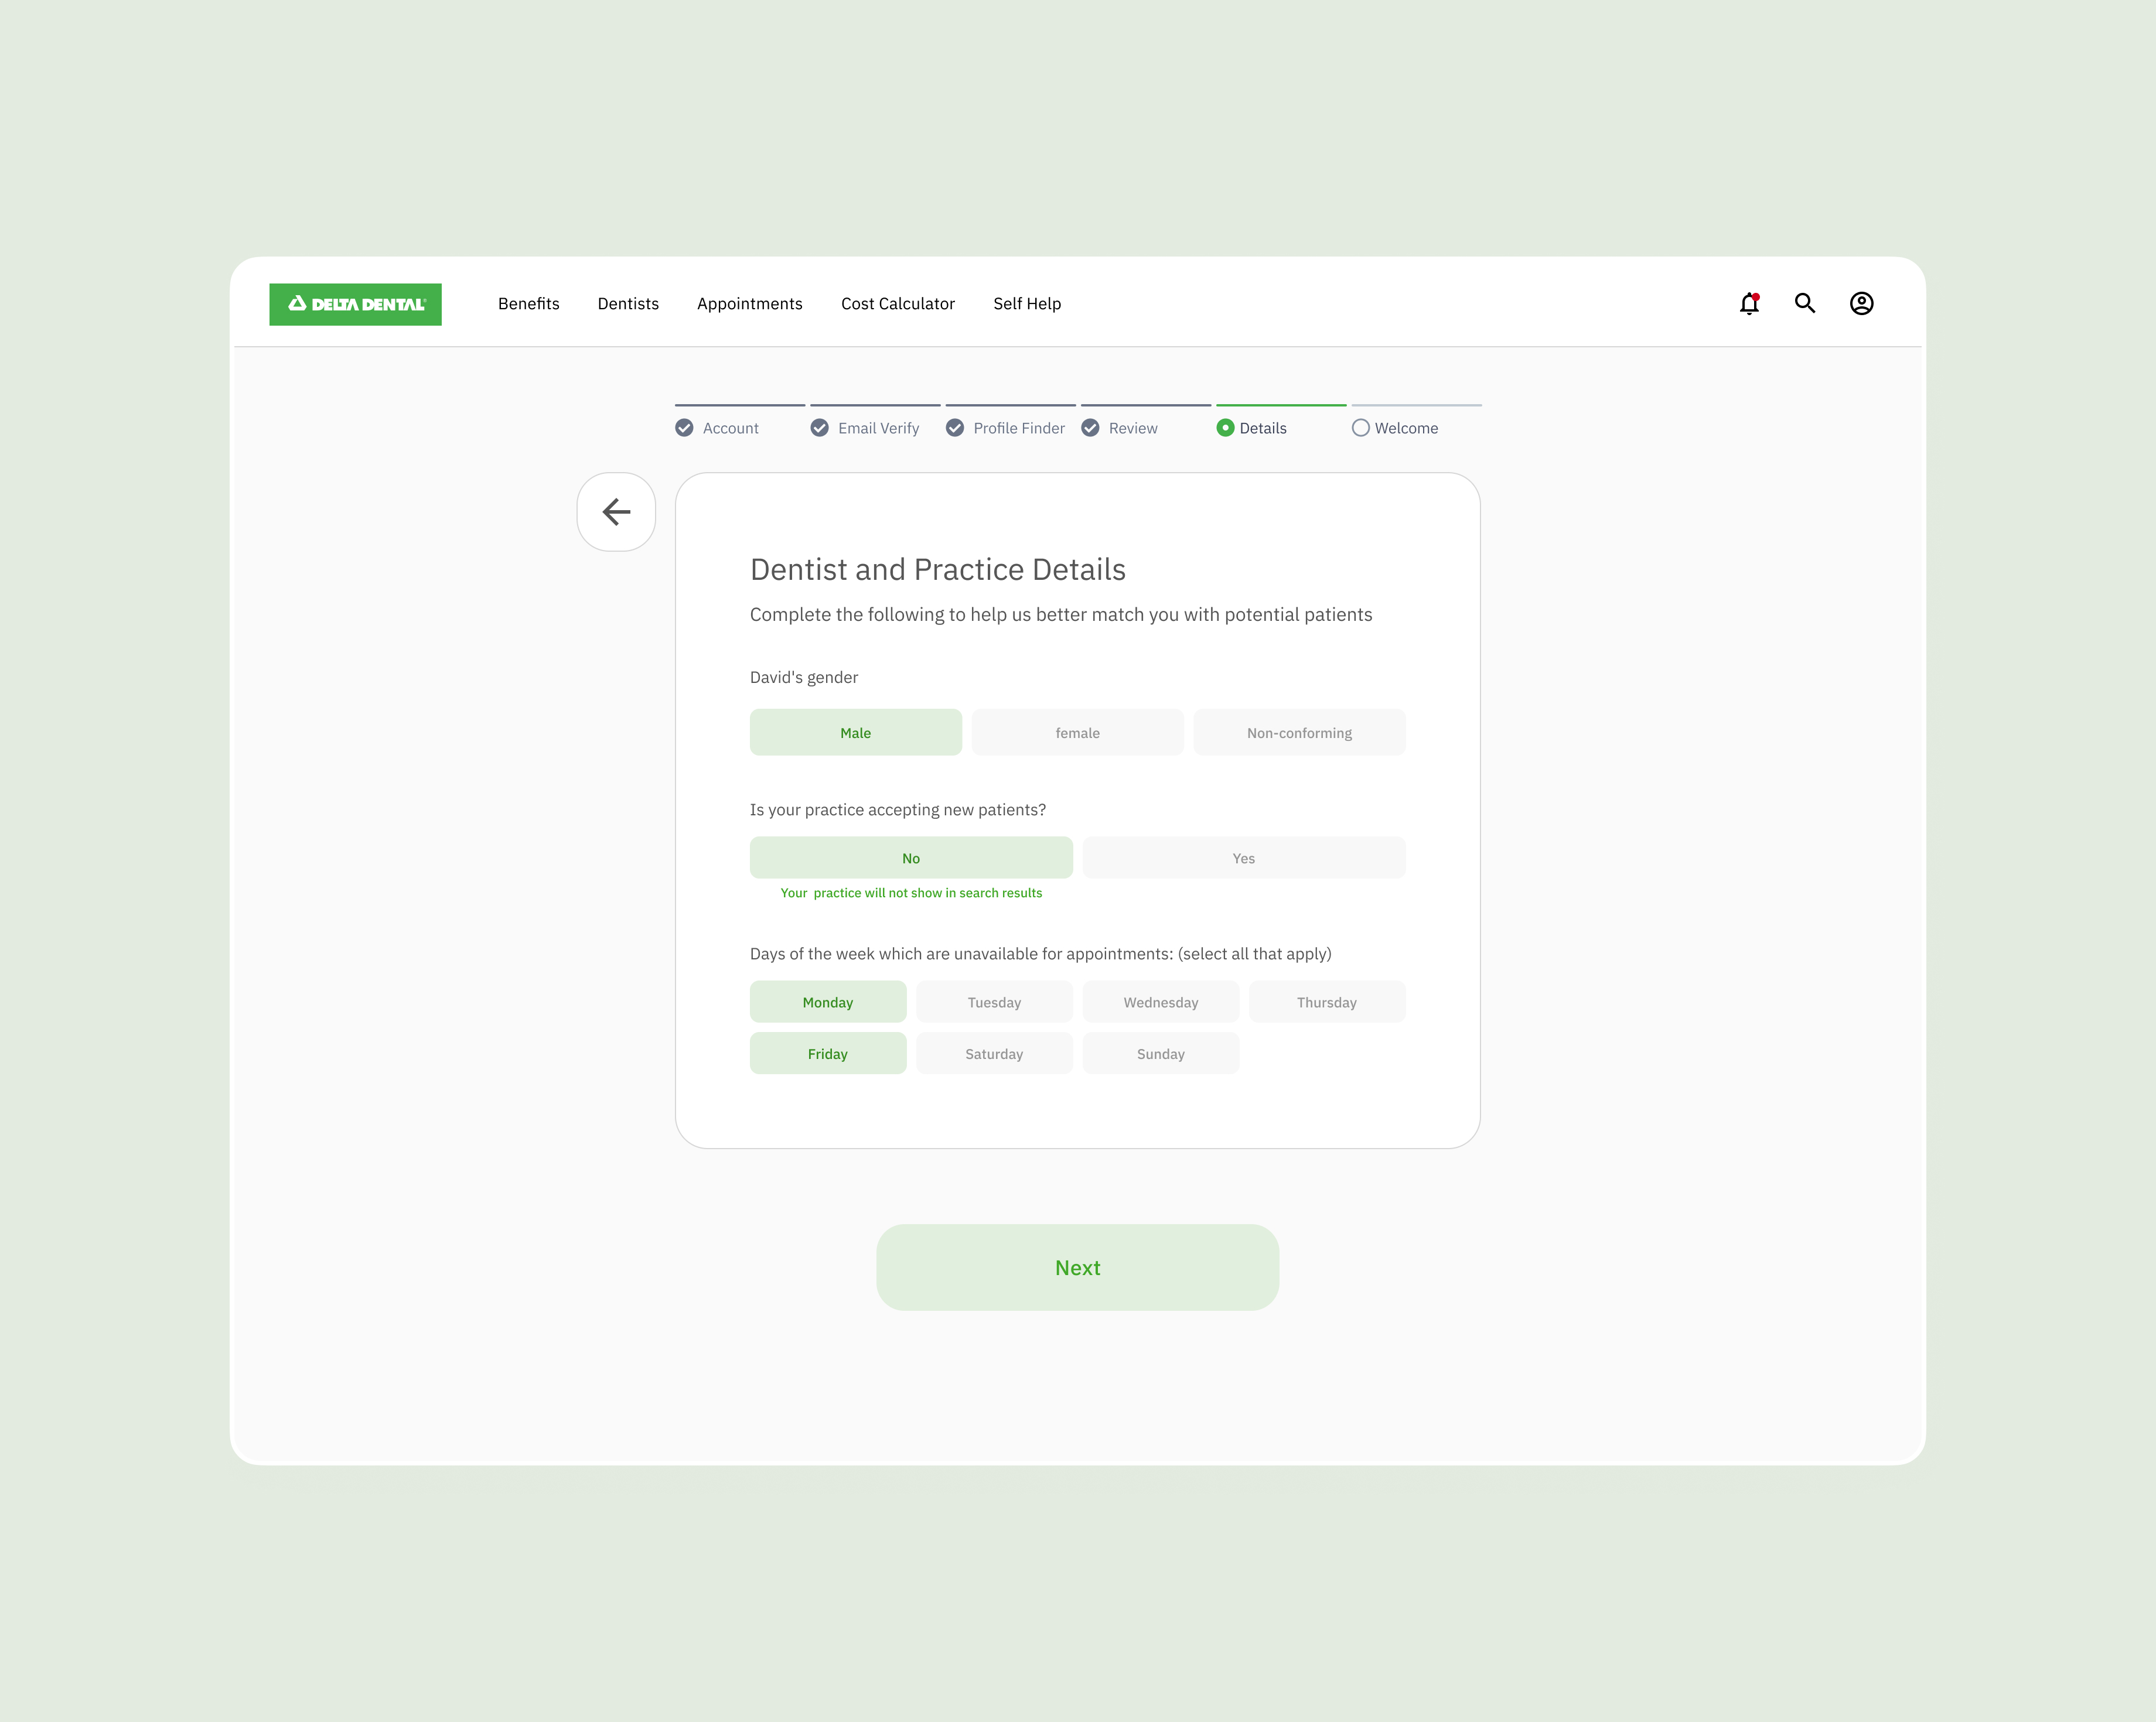 DELTA DENTAL®
Benefits Dentists Appointments Cost Calculator Self Help
Account Email Verify Profile Finder Review Details Welcome
Dentist and Practice Details
Complete the following to help us better match you with potential patients
David's gender
Male female Non-conforming
Is your practice accepting new patients?
No Yes
Your  practice will not show in search results
Days of the week which are unavailable for appointments: (select all that apply)
Monday Tuesday Wednesday Thursday
Friday Saturday Sunday
Next